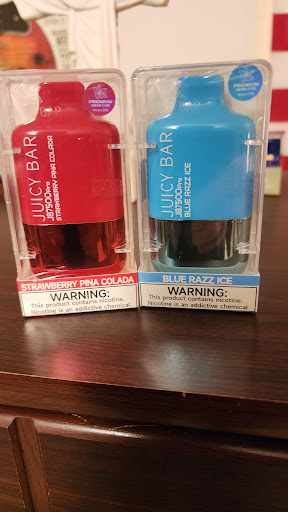 JUICY BAR
JB7500Pro
STRAWBERRY PINA COLADA
STRAWBERRY PINA COLADA
WARNING:
This product contains nicotine.
Nicotine is an addictive chemical
JUICY BAR
JB7500Pro
BLUE RAZZ ICE
BLUE RAZZ ICE
WARNING:
This product contains nicotine.
Nicotine is an addictive chemical